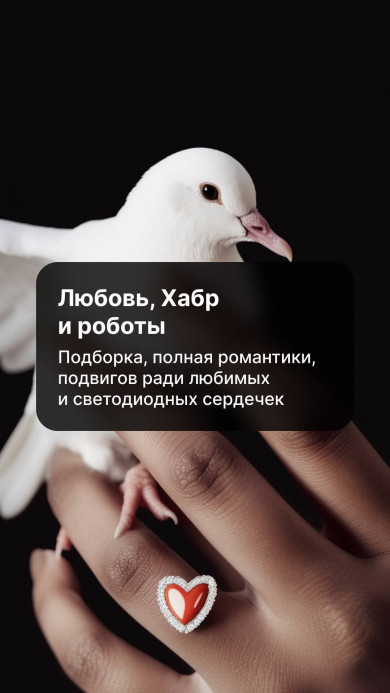 Любовь, Хабр
и роботы
Подборка, полная романтики,
подвигов ради любимых
и светодиодных сердечек